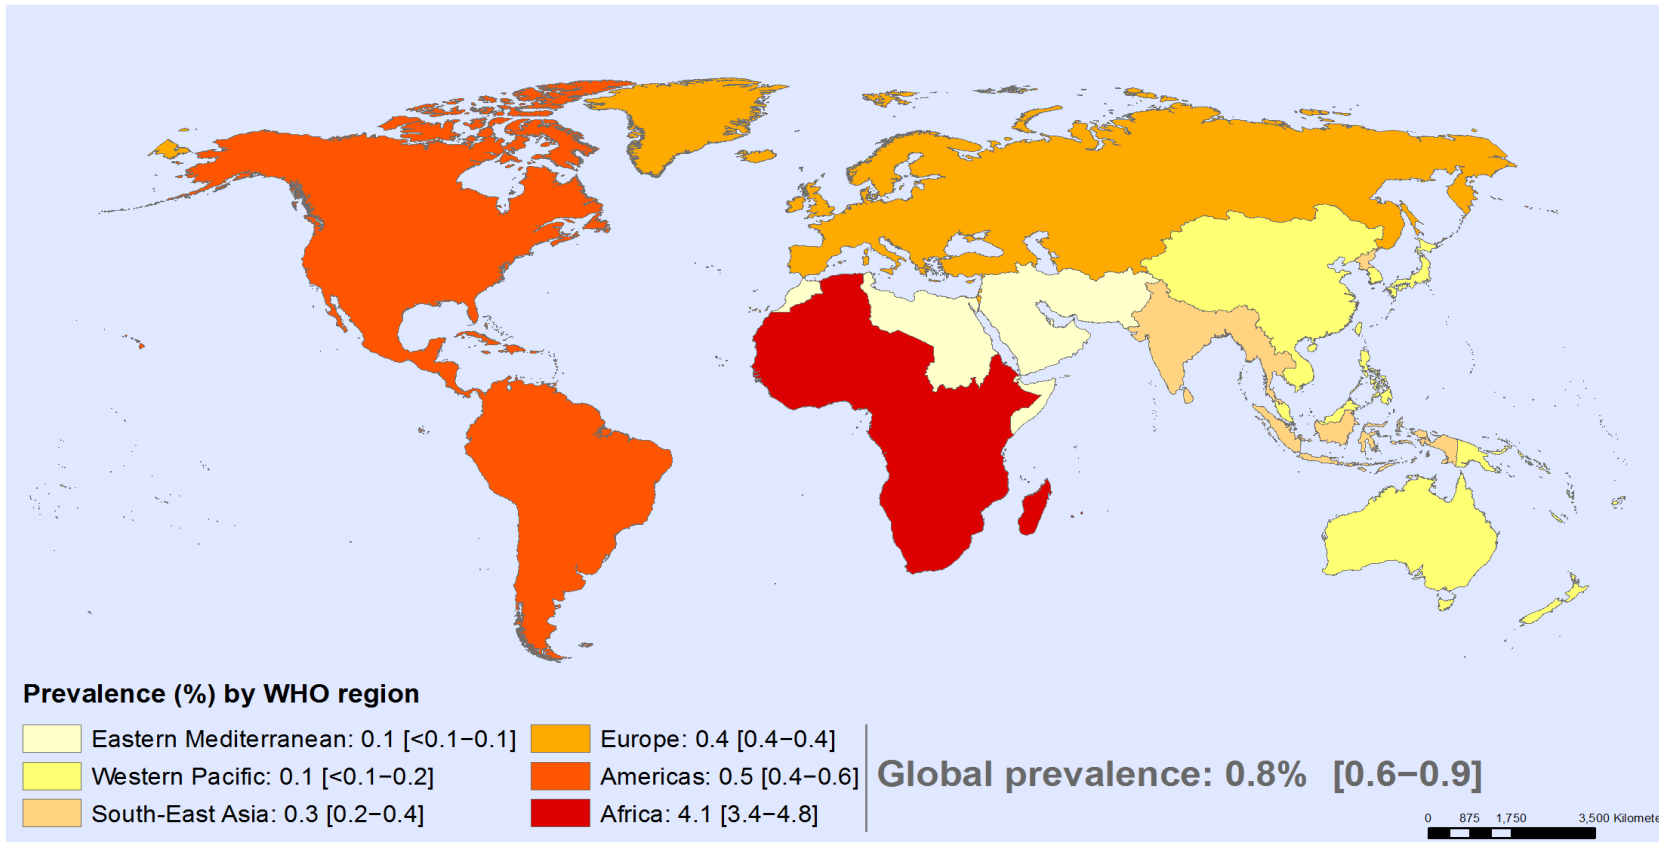 Prevalence (%) by WHO region
Eastern Mediterranean: 0.1 [<0.1−0.1]
Western Pacific: 0.1 [<0.1−0.2]
South-East Asia: 0.3 [0.2−0.4]
Europe: 0.4 [0.4−0.4]
Americas: 0.5 [0.4−0.6]
Africa: 4.1 [3.4−4.8]
Global prevalence: 0.8% [0.6−0.9]
0 875 1,750 3,500 Kilomete